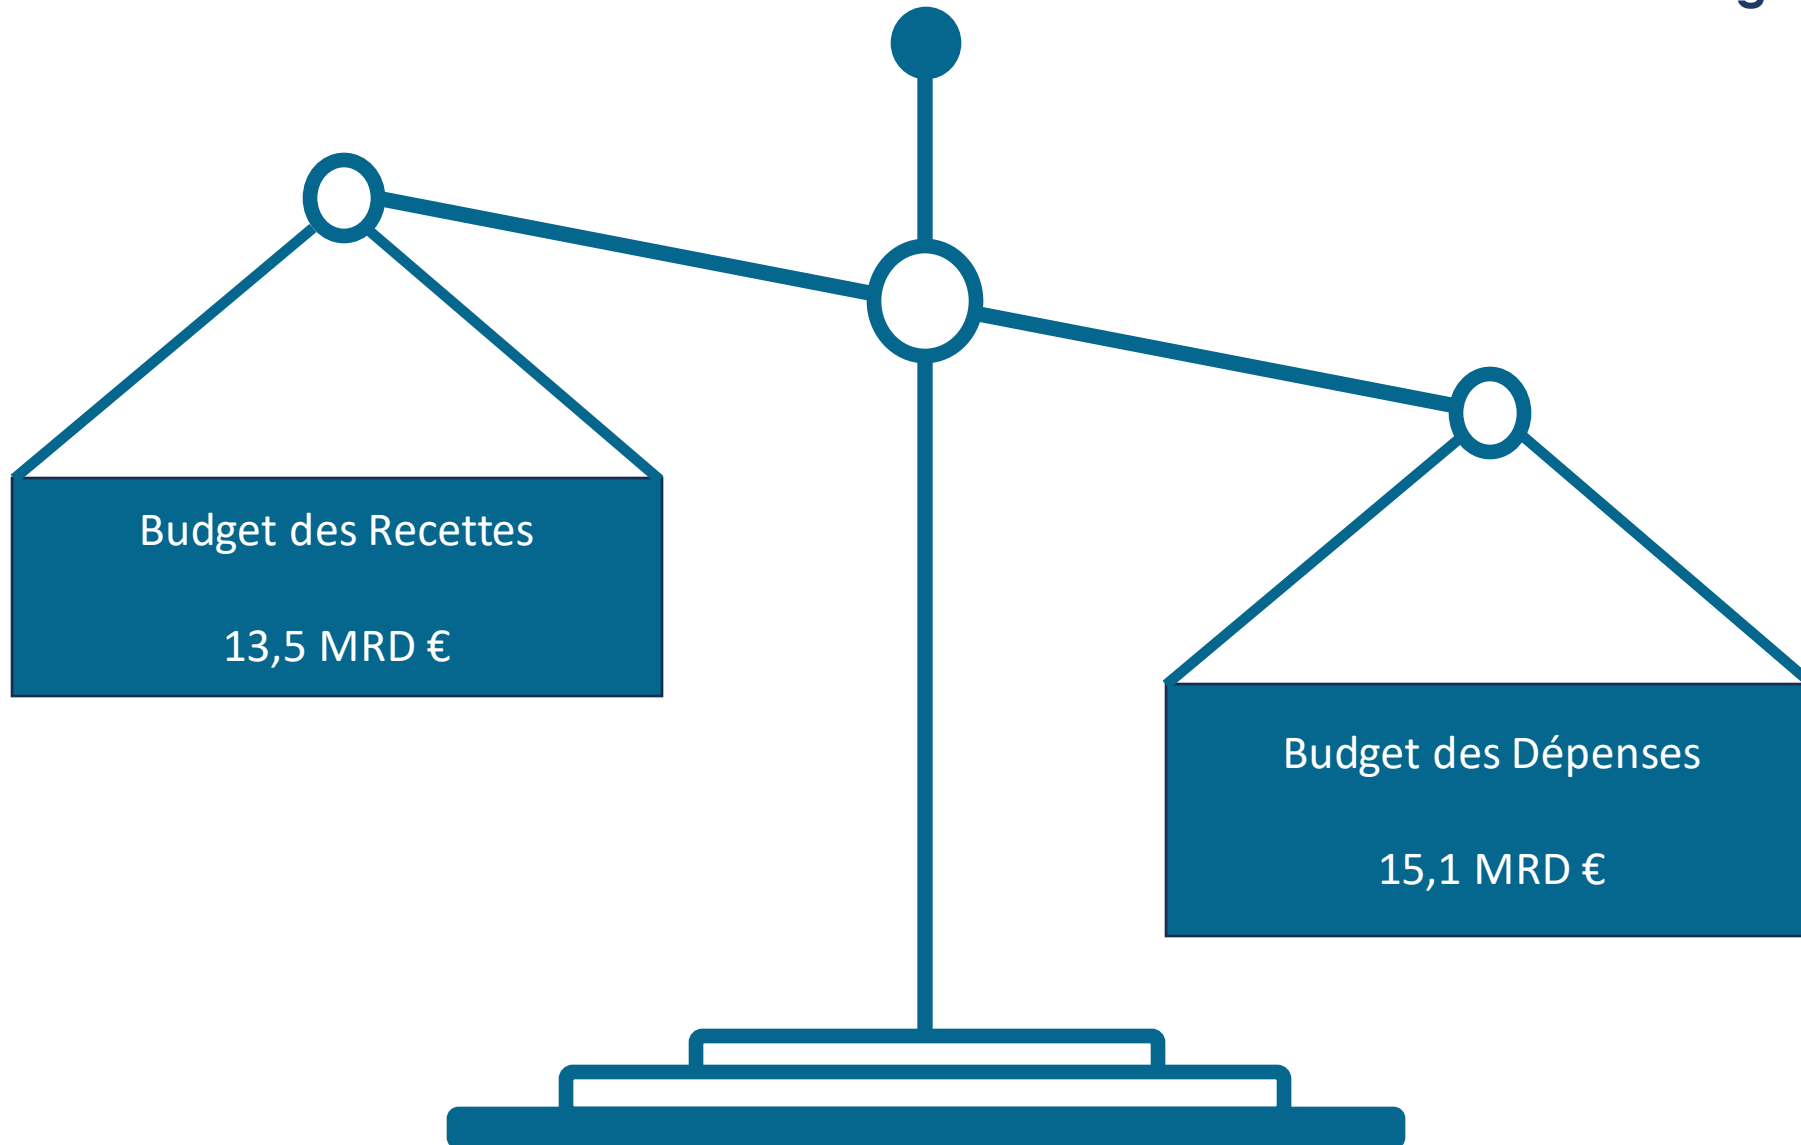 Budget des Recettes
13,5 MRD €
Budget des Dépenses
15,1 MRD €